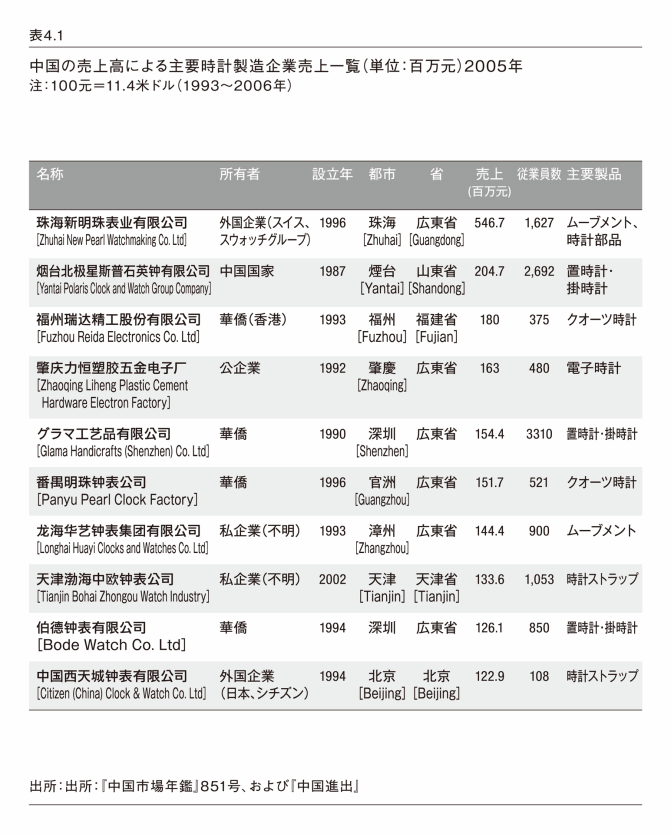 表4.1
中国の売上高による主要時計製造企業売上一覧（単位：百万元）2005年
注：100元＝11.4米ドル（1993〜2006年）
名称 所有者 設立年 都市 省 売上 従業員数 主要製品
(百万元)
珠海新明珠表业有限公司 外国企業（スイス、 1996 珠海 広東省 546.7 1,627 ムーブメント、
[Zhuhai New Pearl Watchmaking Co. Ltd] スウォッチグループ） [Zhuhai] [Guangdong] 時計部品
烟台北极星斯普石英钟有限公司 中国国家 1987 煙台 山東省 204.7 2,692 置時計・
[Yantai Polaris Clock and Watch Group Company] [Yantai] [Shandong] 掛時計
福州瑞达精工股份有限公司 華僑（香港） 1993 福州 福建省 180 375 クオーツ時計
[Fuzhou Reida Electronics Co. Ltd] [Fuzhou] [Fujian]
肇庆力恒塑胶五金电子厂 公企業 1992 肇慶 広東省 163 480 電子時計
[Zhaoqing Liheng Plastic Cement [Zhaoqing]
Hardware Electron Factory]
グラマ工艺品有限公司 華僑 1990 深圳 広東省 154.4 3310 置時計・掛時計
[Glama Handicrafts (Shenzhen) Co. Ltd] [Shenzhen]
番禺明珠钟表公司 華僑 1996 官洲 広東省 151.7 521 クオーツ時計
[Panyu Pearl Clock Factory] [Guangzhou]
龙海华艺钟表集团有限公司 私企業（不明） 1993 漳州 広東省 144.4 900 ムーブメント
[Longhai Huayi Clocks and Watches Co. Ltd] [Zhangzhou]
天津渤海中欧钟表公司 私企業（不明） 2002 天津 天津省 133.6 1,053 時計ストラップ
[Tianjin Bohai Zhongou Watch Industry] [Tianjin] [Tianjin]
伯德钟表有限公司 華僑 1994 深圳 広東省 126.1 850 置時計・掛時計
[Bode Watch Co. Ltd]
中国西天城钟表有限公司 外国企業 1994 北京 北京 122.9 108 時計ストラップ
[Citizen (China) Clock & Watch Co. Ltd] （日本、シチズン） [Beijing] [Beijing]
出所：出所：『中国市場年鑑』851号、および『中国進出』